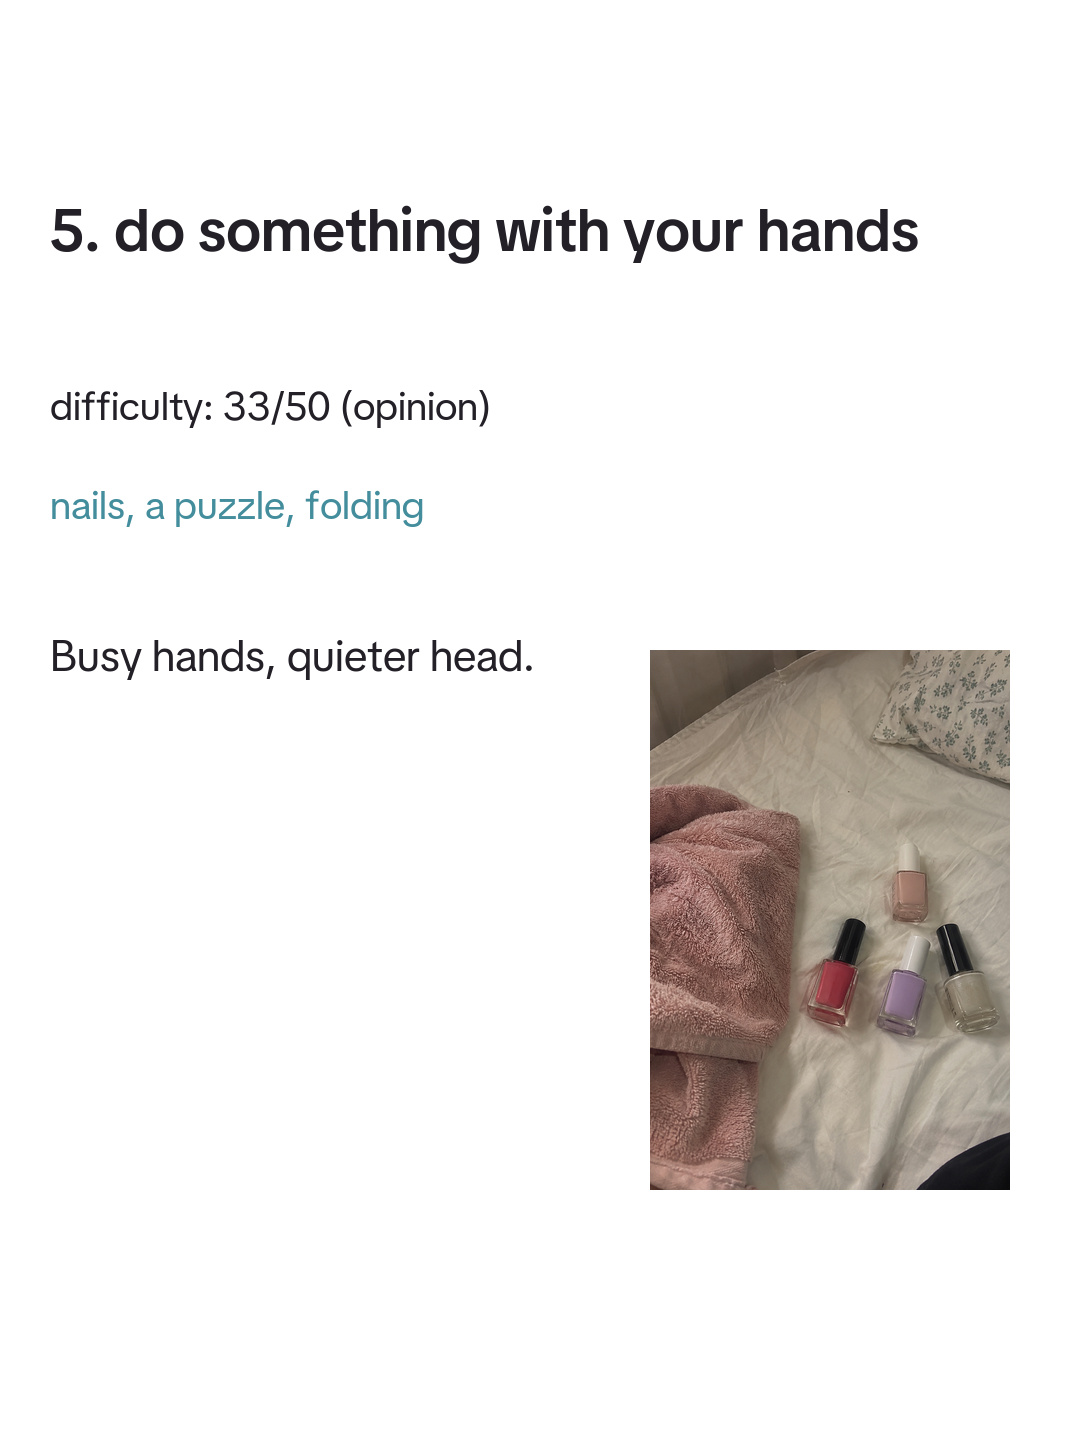 5. do something with your hands
difficulty: 33/50 (opinion)
nails, a puzzle, folding
Busy hands, quieter head.